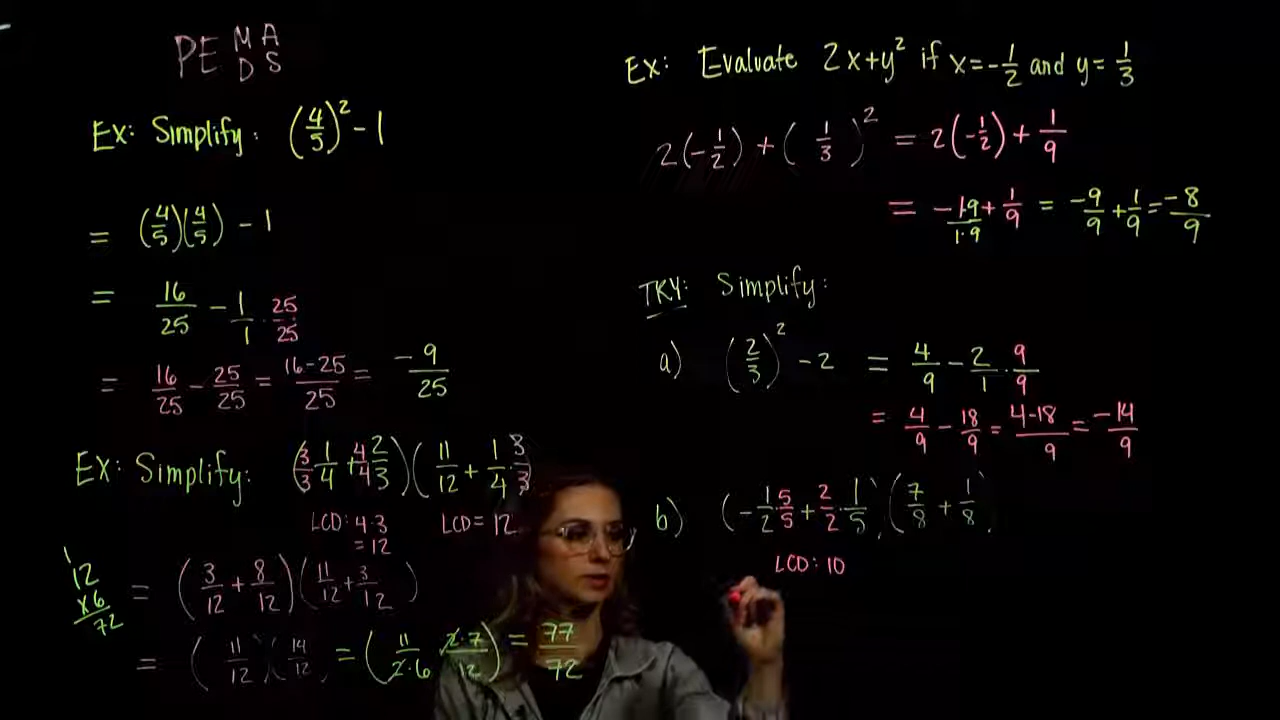 PE M A
D S
Ex: Simplify: (4/5)² - 1
= (4/5)(4/5) - 1
= 16/25 - 1/1 · 25/25
= 16/25 - 25/25 = 16-25/25 = -9/25
Ex: Simplify: (3/3 · 1/4 + 4/4 · 2/3)(11/12 + 1/4 · 3/3)
LCD: 4·3 LCD = 12
= 12
12
x6
72
= (3/12 + 8/12)(11/12 + 3/12)
= (11/12)(14/12) = (11/2·6 · 2·7/12) = 77/72
Ex: Evaluate 2x+y² if x=-1/2 and y=1/3
2(-1/2) + (1/3)² = 2(-1/2) + 1/9
= -1·9/1·9 + 1/9 = -9/9 + 1/9 = -8/9
TRY: Simplify:
a) (2/3)² - 2 = 4/9 - 2/1 · 9/9
= 4/9 - 18/9 = 4-18/9 = -14/9
b) (-1/2 · 5/5 + 2/2 · 1/5)(7/8 + 1/8)
LCD: 10